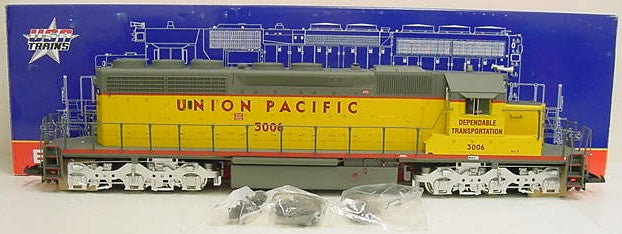 USA
TRAINS
UNION PACIFIC
3006
DEPENDABLE
TRANSPORTATION
3006